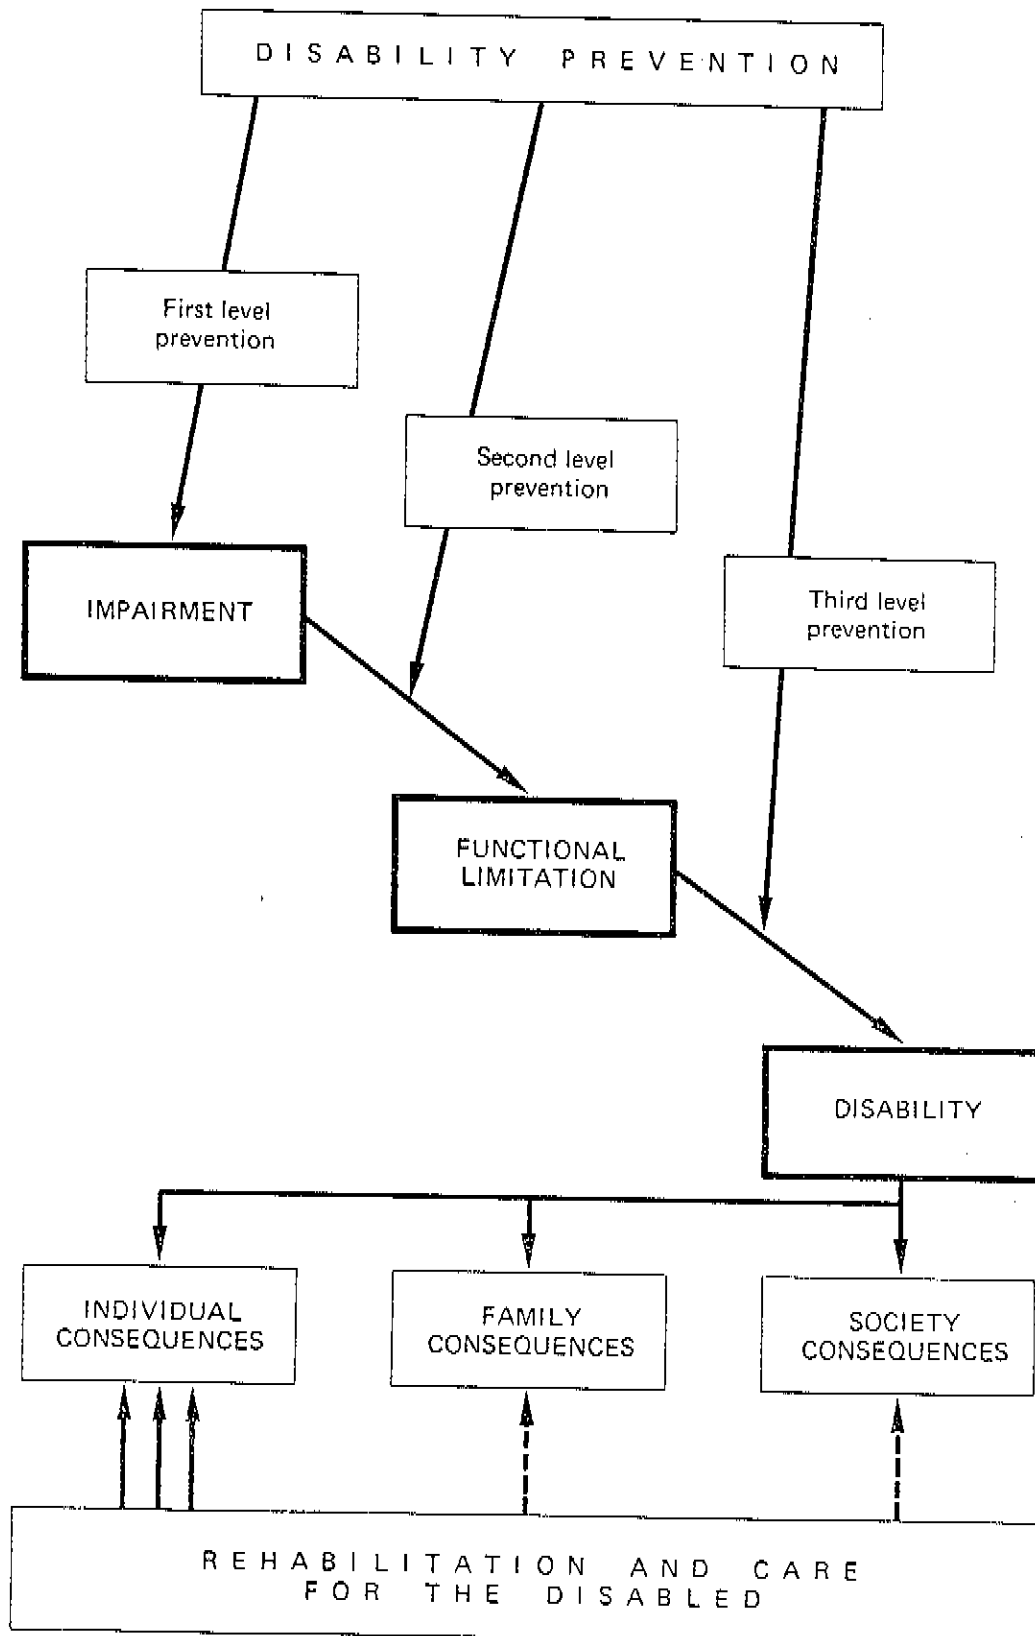 DISABILITY PREVENTION
First level
prevention
Second level
prevention
Third level
prevention
IMPAIRMENT
FUNCTIONAL
LIMITATION
DISABILITY
INDIVIDUAL
CONSEQUENCES
FAMILY
CONSEQUENCES
SOCIETY
CONSEQUENCES
REHABILITATION AND CARE
FOR THE DISABLED